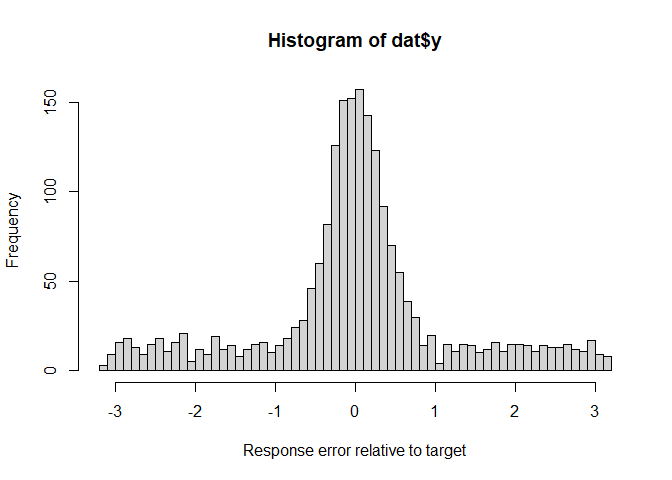 Histogram of dat$y
Frequency
150
100
50
0
-3 -2 -1 0 1 2 3
Response error relative to target